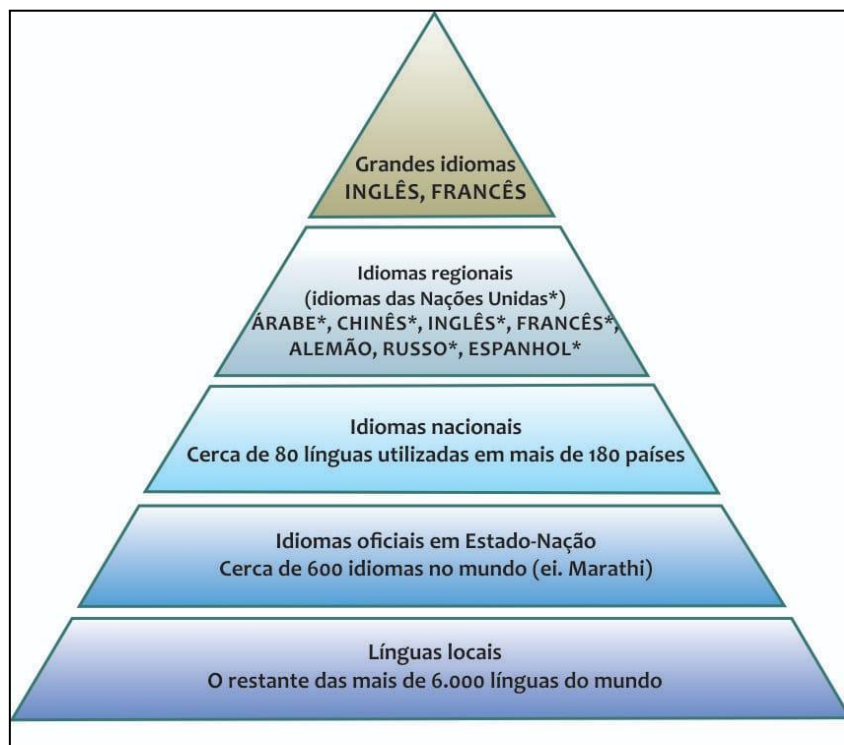 Grandes idiomas
INGLÊS, FRANCÊS
Idiomas regionais
(idiomas das Nações Unidas*)
ÁRABE*, CHINÊS*, INGLÊS*, FRANCÊS*,
ALEMÃO, RUSSO*, ESPANHOL*
Idiomas nacionais
Cerca de 80 línguas utilizadas em mais de 180 países
Idiomas oficiais em Estado-Nação
Cerca de 600 idiomas no mundo (ei. Marathi)
Línguas locais
O restante das mais de 6.000 línguas do mundo